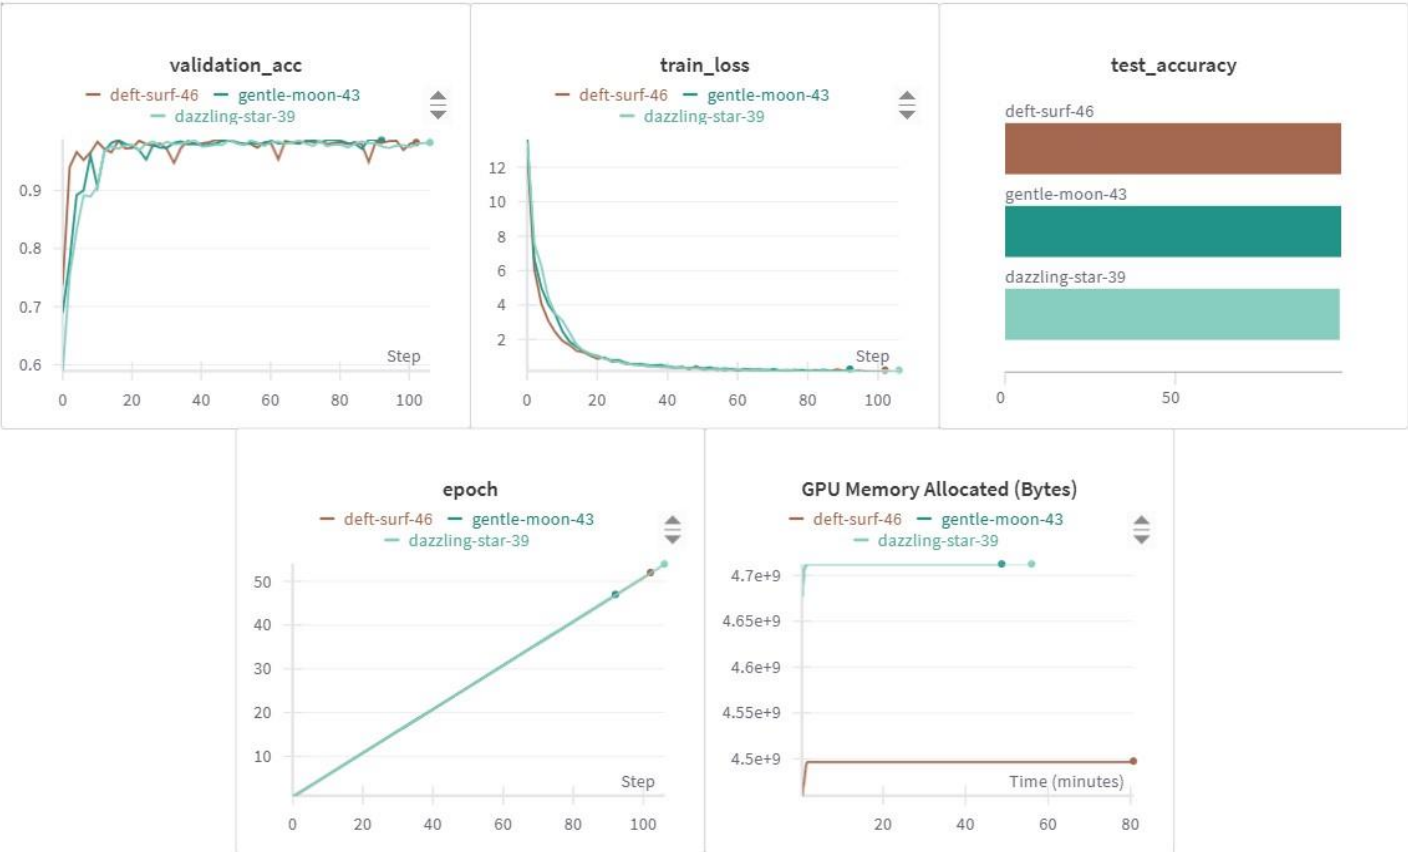 validation_acc
deft-surf-46 gentle-moon-43
dazzling-star-39
0.9
0.8
0.7
0.6
Step
0 20 40 60 80 100
train_loss
deft-surf-46 gentle-moon-43
dazzling-star-39
12
10
8
6
4
2
Step
0 20 40 60 80 100
test_accuracy
deft-surf-46
gentle-moon-43
dazzling-star-39
0 50
epoch
deft-surf-46 gentle-moon-43
dazzling-star-39
50
40
30
20
10
Step
0 20 40 60 80 100
GPU Memory Allocated (Bytes)
deft-surf-46 gentle-moon-43
dazzling-star-39
4.7e+9
4.65e+9
4.6e+9
4.55e+9
4.5e+9
Time (minutes)
20 40 60 80